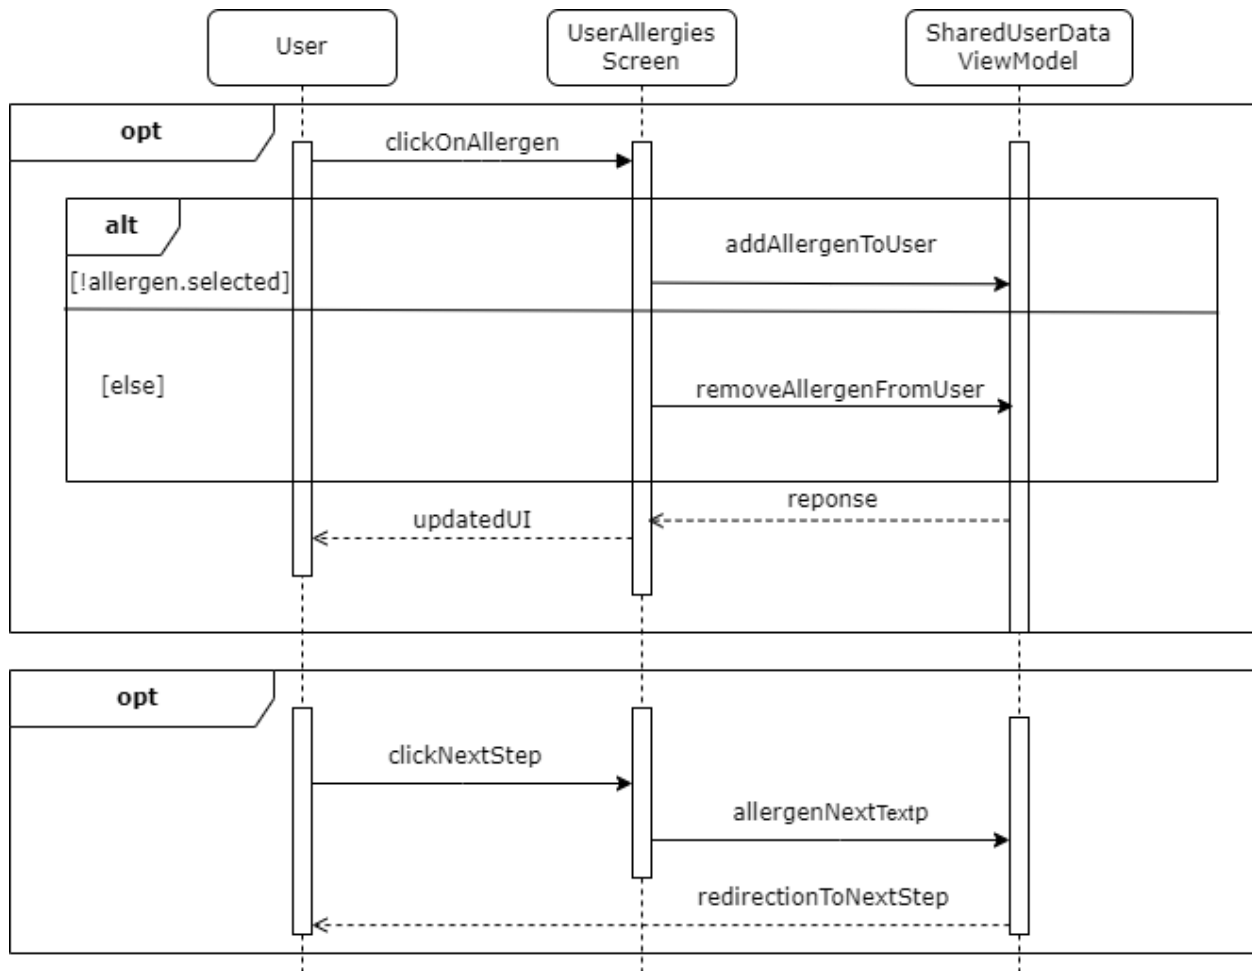 User
UserAllergies
Screen
SharedUserData
ViewModel
opt
clickOnAllergen
alt
addAllergenToUser
[!allergen.selected]
[else]
removeAllergenFromUser
reponse
updatedUI
opt
clickNextStep
allergenNextTextp
redirectionToNextStep